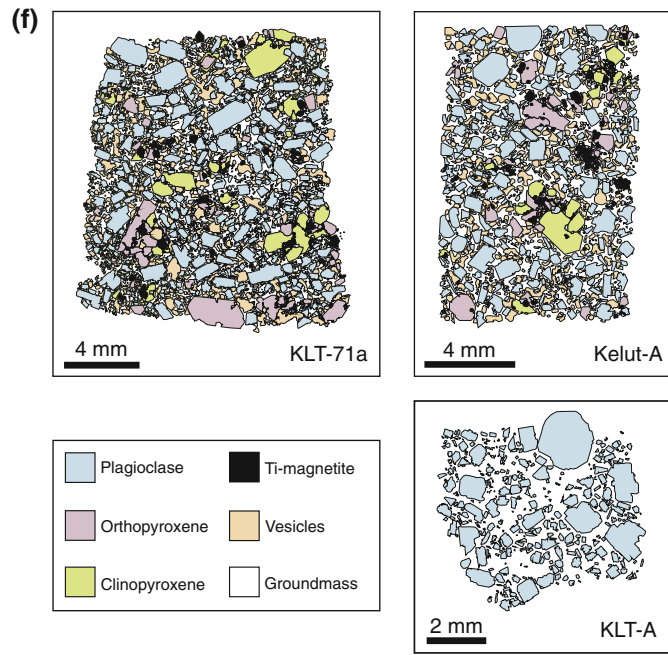 (f)
4 mm
KLT-71a
4 mm
Kelut-A
Plagioclase
Ti-magnetite
Orthopyroxene
Vesicles
Clinopyroxene
Groundmass
2 mm
KLT-A